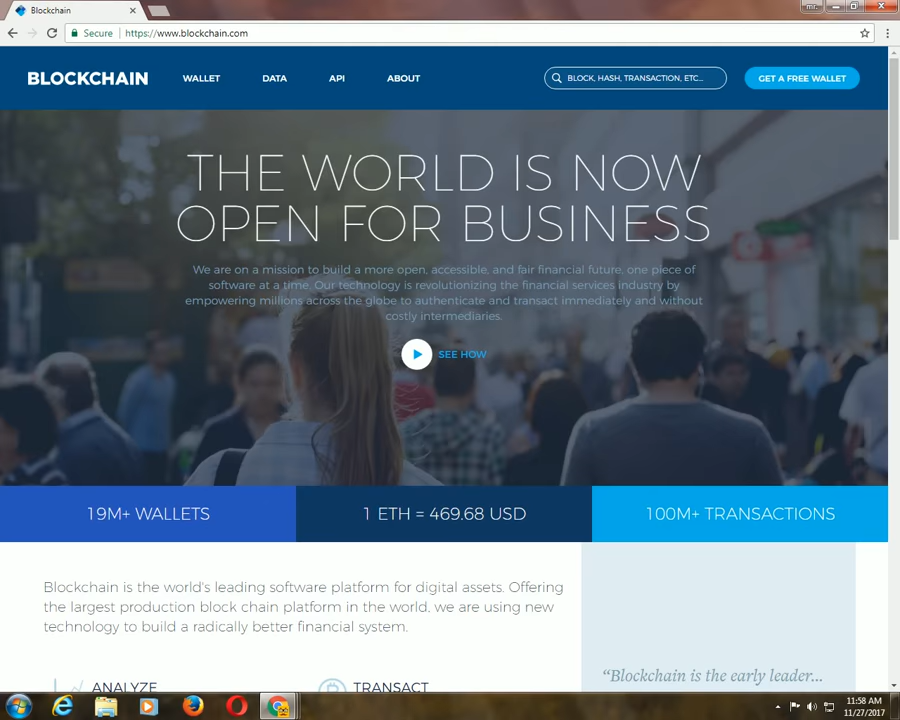 Blockchain
mr.
Secure
https://www.blockchain.com
BLOCKCHAIN
WALLET
DATA
API
ABOUT
BLOCK, HASH, TRANSACTION, ETC...
GET A FREE WALLET
THE WORLD IS NOW
OPEN FOR BUSINESS
We are on a mission to build a more open, accessible, and fair financial future, one piece of
software at a time. Our technology is revolutionizing the financial services industry by
empowering millions across the globe to authenticate and transact immediately and without
costly intermediaries.
SEE HOW
19M+ WALLETS
1 ETH = 469.68 USD
100M+ TRANSACTIONS
Blockchain is the world's leading software platform for digital assets. Offering
the largest production block chain platform in the world, we are using new
technology to build a radically better financial system.
“Blockchain is the early leader...
ANALYZE
TRANSACT
11:58 AM
11/27/2017